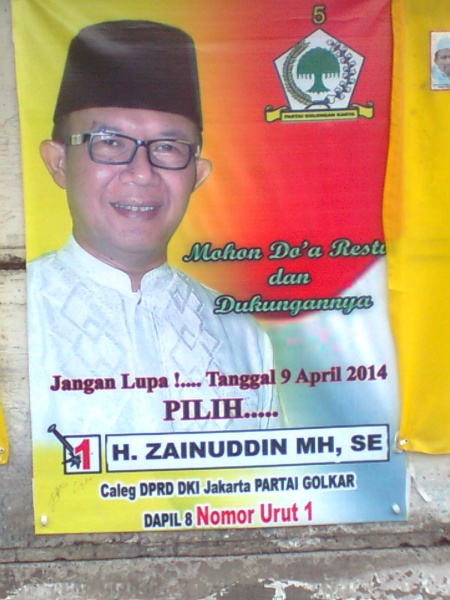 5
PARTAI GOLONGAN KARYA
Mohon Do'a Restu
dan
Dukungannya
Jangan Lupa !.... Tanggal 9 April 2014
PILIH.....
1 H. ZAINUDDIN MH, SE
Caleg DPRD DKI Jakarta PARTAI GOLKAR
DAPIL 8 Nomor Urut 1